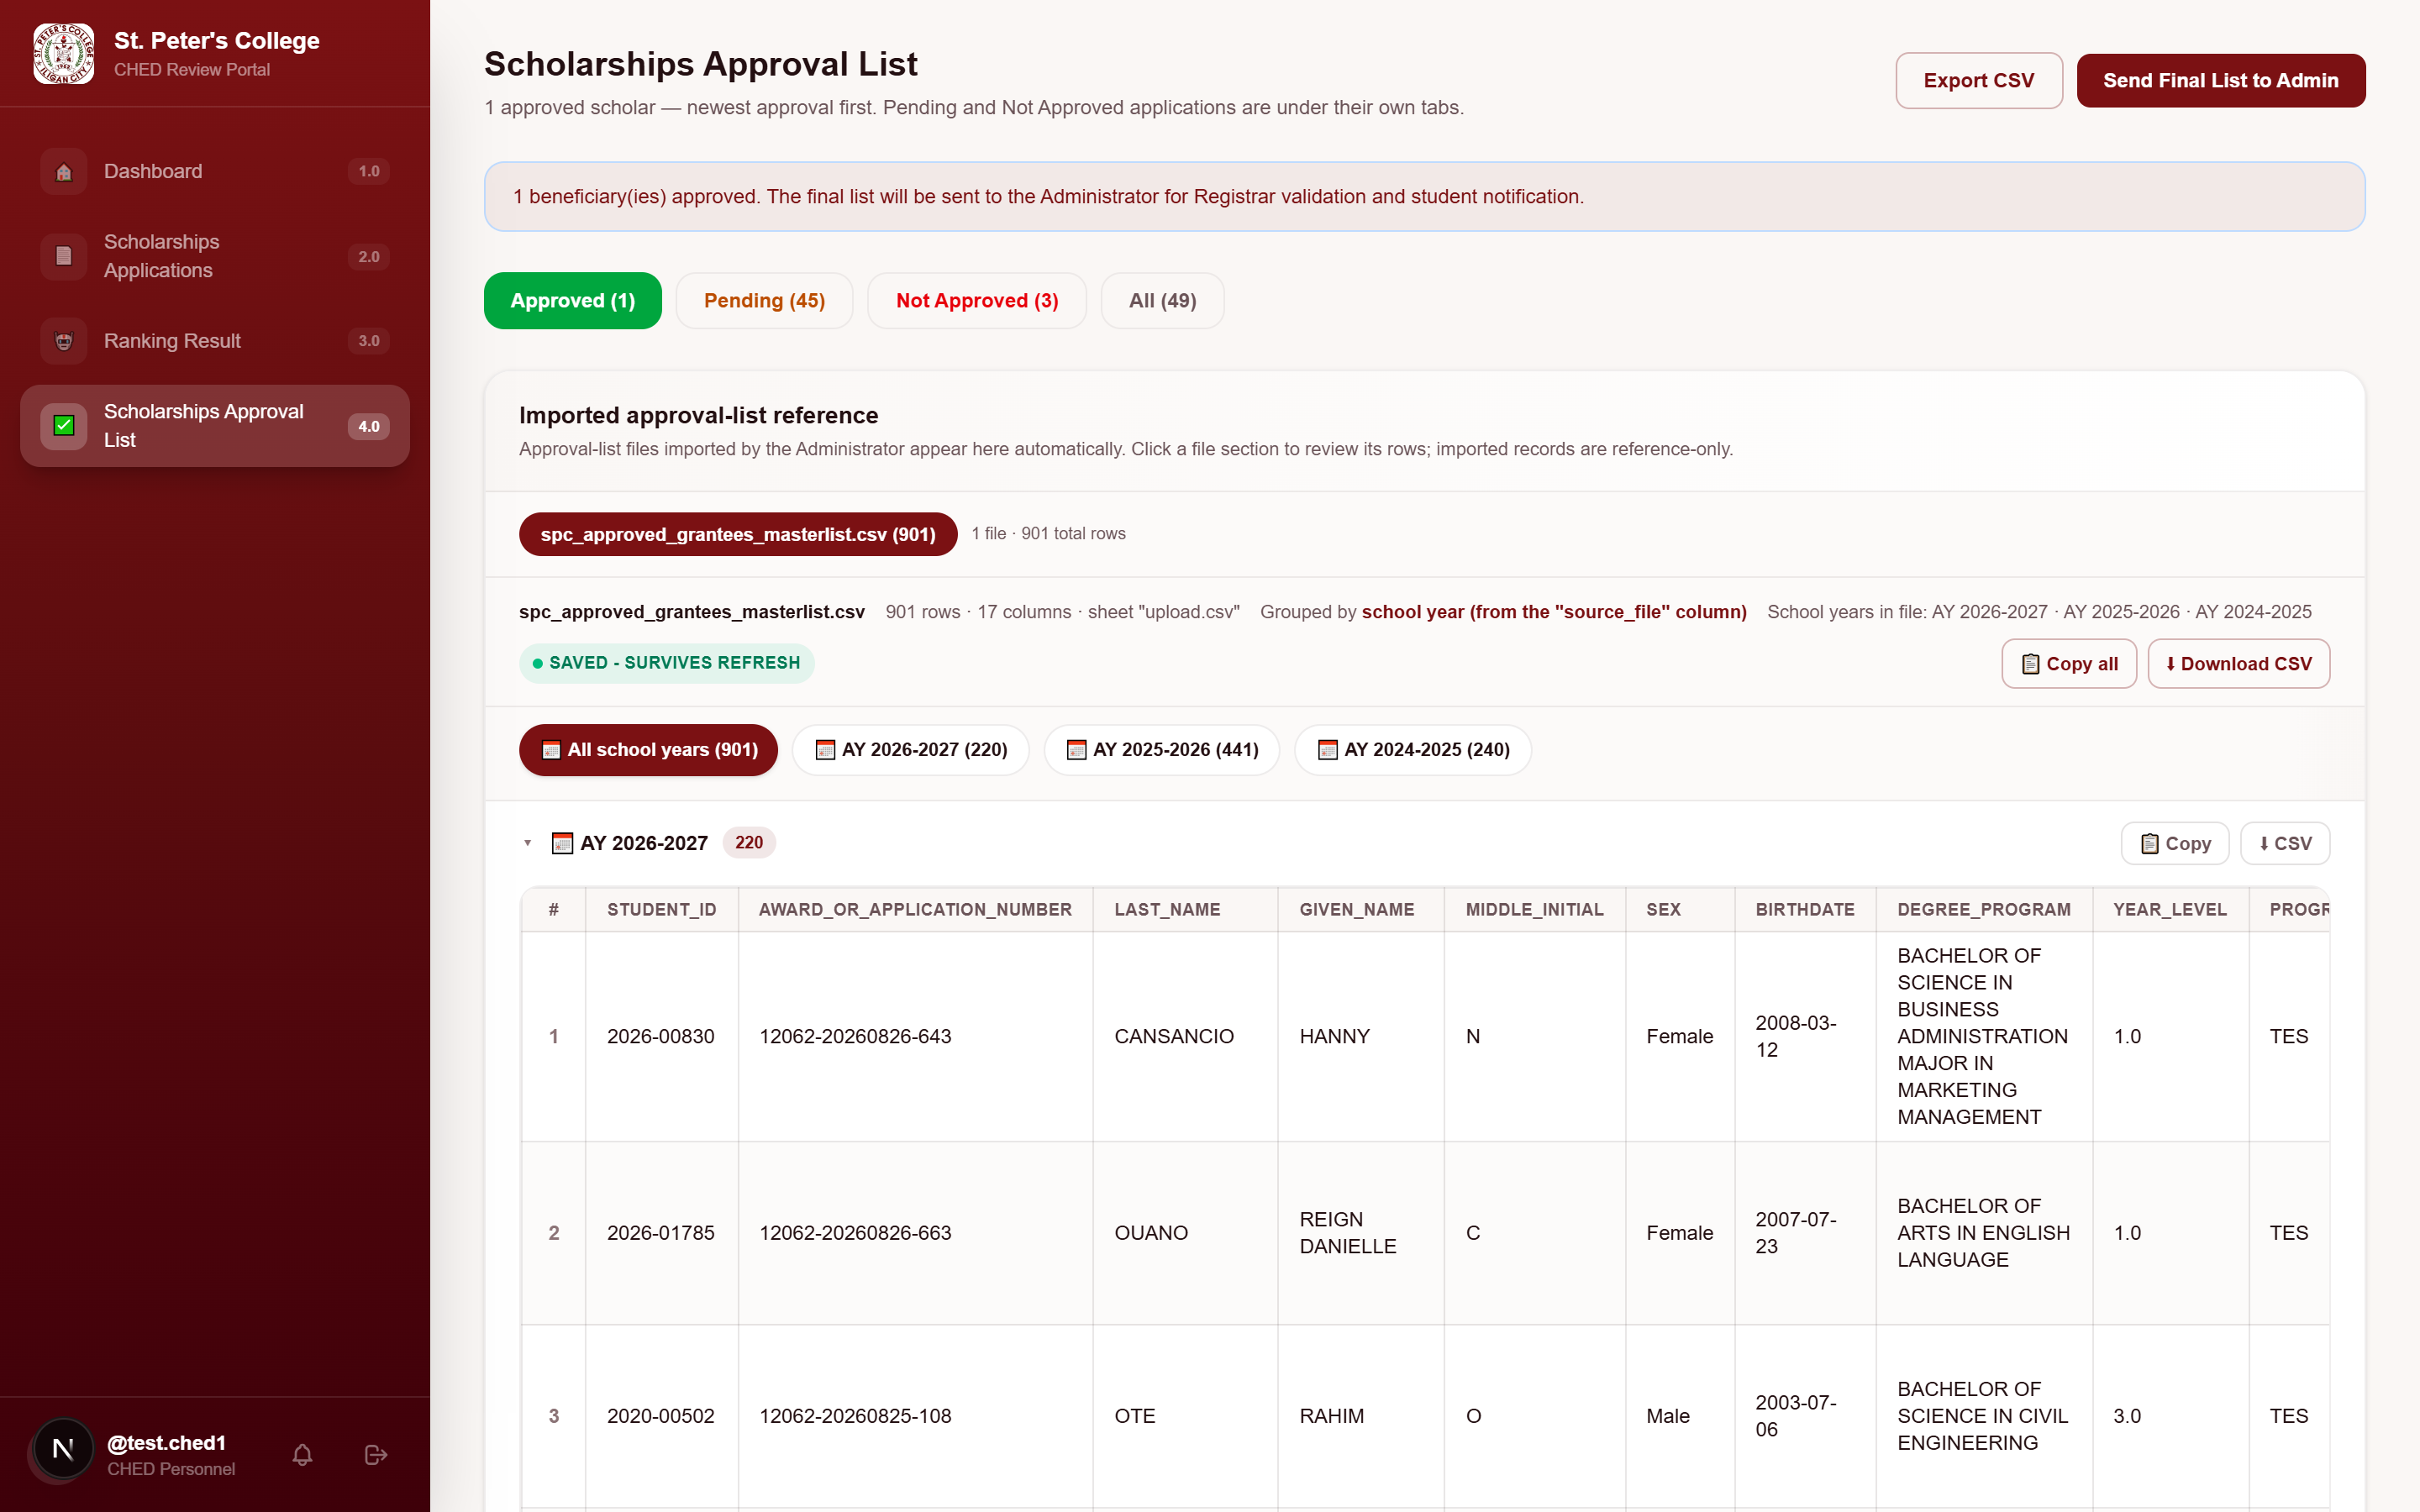 St. Peter's College
CHED Review Portal
Dashboard 1.0
Scholarships Applications 2.0
Ranking Result 3.0
Scholarships Approval List 4.0
@test.ched1
CHED Personnel
Scholarships Approval List
1 approved scholar — newest approval first. Pending and Not Approved applications are under their own tabs.
Export CSV
Send Final List to Admin
1 beneficiary(ies) approved. The final list will be sent to the Administrator for Registrar validation and student notification.
Approved (1) Pending (45) Not Approved (3) All (49)
Imported approval-list reference
Approval-list files imported by the Administrator appear here automatically. Click a file section to review its rows; imported records are reference-only.
spc_approved_grantees_masterlist.csv (901) 1 file · 901 total rows
spc_approved_grantees_masterlist.csv 901 rows · 17 columns · sheet "upload.csv" Grouped by school year (from the "source_file" column) School years in file: AY 2026-2027 · AY 2025-2026 · AY 2024-2025
SAVED - SURVIVES REFRESH
Copy all
Download CSV
All school years (901) AY 2026-2027 (220) AY 2025-2026 (441) AY 2024-2025 (240)
AY 2026-2027 220
Copy
CSV
# STUDENT_ID AWARD_OR_APPLICATION_NUMBER LAST_NAME GIVEN_NAME MIDDLE_INITIAL SEX BIRTHDATE DEGREE_PROGRAM YEAR_LEVEL PROGR
1 2026-00830 12062-20260826-643 CANSANCIO HANNY N Female 2008-03-12 BACHELOR OF SCIENCE IN BUSINESS ADMINISTRATION MAJOR IN MARKETING MANAGEMENT 1.0 TES
2 2026-01785 12062-20260826-663 OUANO REIGN DANIELLE C Female 2007-07-23 BACHELOR OF ARTS IN ENGLISH LANGUAGE 1.0 TES
3 2020-00502 12062-20260825-108 OTE RAHIM O Male 2003-07-06 BACHELOR OF SCIENCE IN CIVIL ENGINEERING 3.0 TES